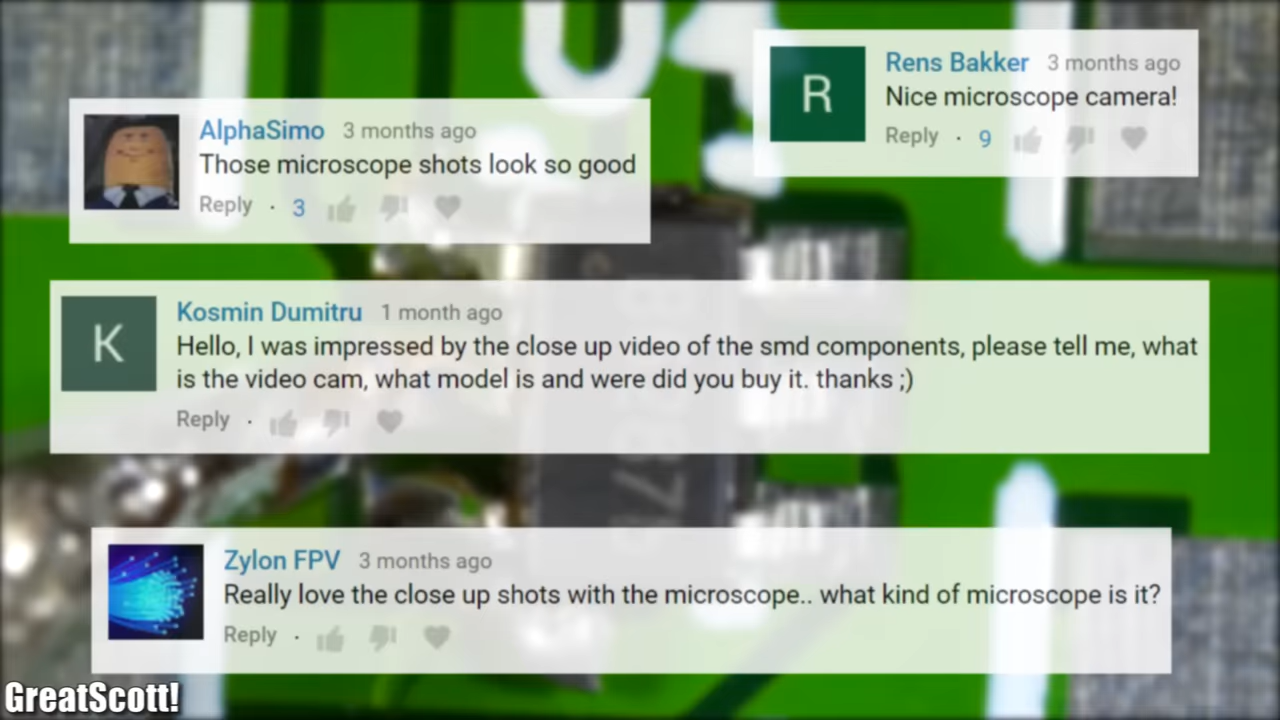 Rens Bakker 3 months ago
R
Nice microscope camera!
Reply · 9
AlphaSimo 3 months ago
Those microscope shots look so good
Reply · 3
Kosmin Dumitru 1 month ago
K
Hello, I was impressed by the close up video of the smd components, please tell me, what
is the video cam, what model is and were did you buy it. thanks ;)
Reply ·
Zylon FPV 3 months ago
Really love the close up shots with the microscope.. what kind of microscope is it?
Reply ·
GreatScott!